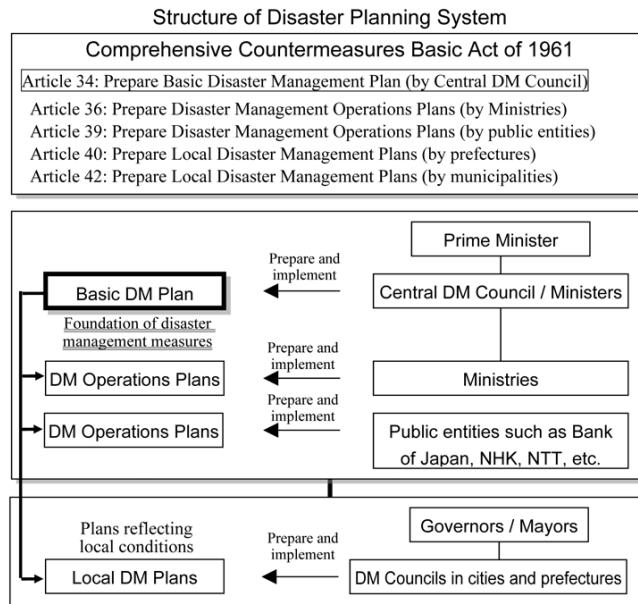 Structure of Disaster Planning System
Comprehensive Countermeasures Basic Act of 1961
Article 34: Prepare Basic Disaster Management Plan (by Central DM Council)
Article 36: Prepare Disaster Management Operations Plans (by Ministries)
Article 39: Prepare Disaster Management Operations Plans (by public entities)
Article 40: Prepare Local Disaster Management Plans (by prefectures)
Article 42: Prepare Local Disaster Management Plans (by municipalities)
Prime Minister
Prepare and
implement
Basic DM Plan
Central DM Council / Ministers
Foundation of disaster
management measures
Prepare and
implement
DM Operations Plans
Ministries
Prepare and
implement
DM Operations Plans
Public entities such as Bank
of Japan, NHK, NTT, etc.
Plans reflecting
local conditions
Governors / Mayors
Prepare and
implement
Local DM Plans
DM Councils in cities and prefectures